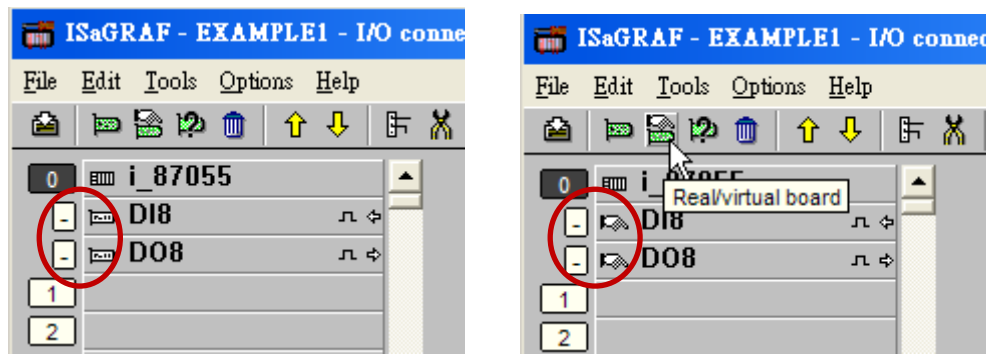 ISaGRAF - EXAMPLE1 - I/O conne
File Edit Tools Options Help
0 i_87055
- DI8
- DO8
1
2
ISaGRAF - EXAMPLE1 - I/O connec
File Edit Tools Options Help
0
Real/virtual board
- DI8
- DO8
1
2